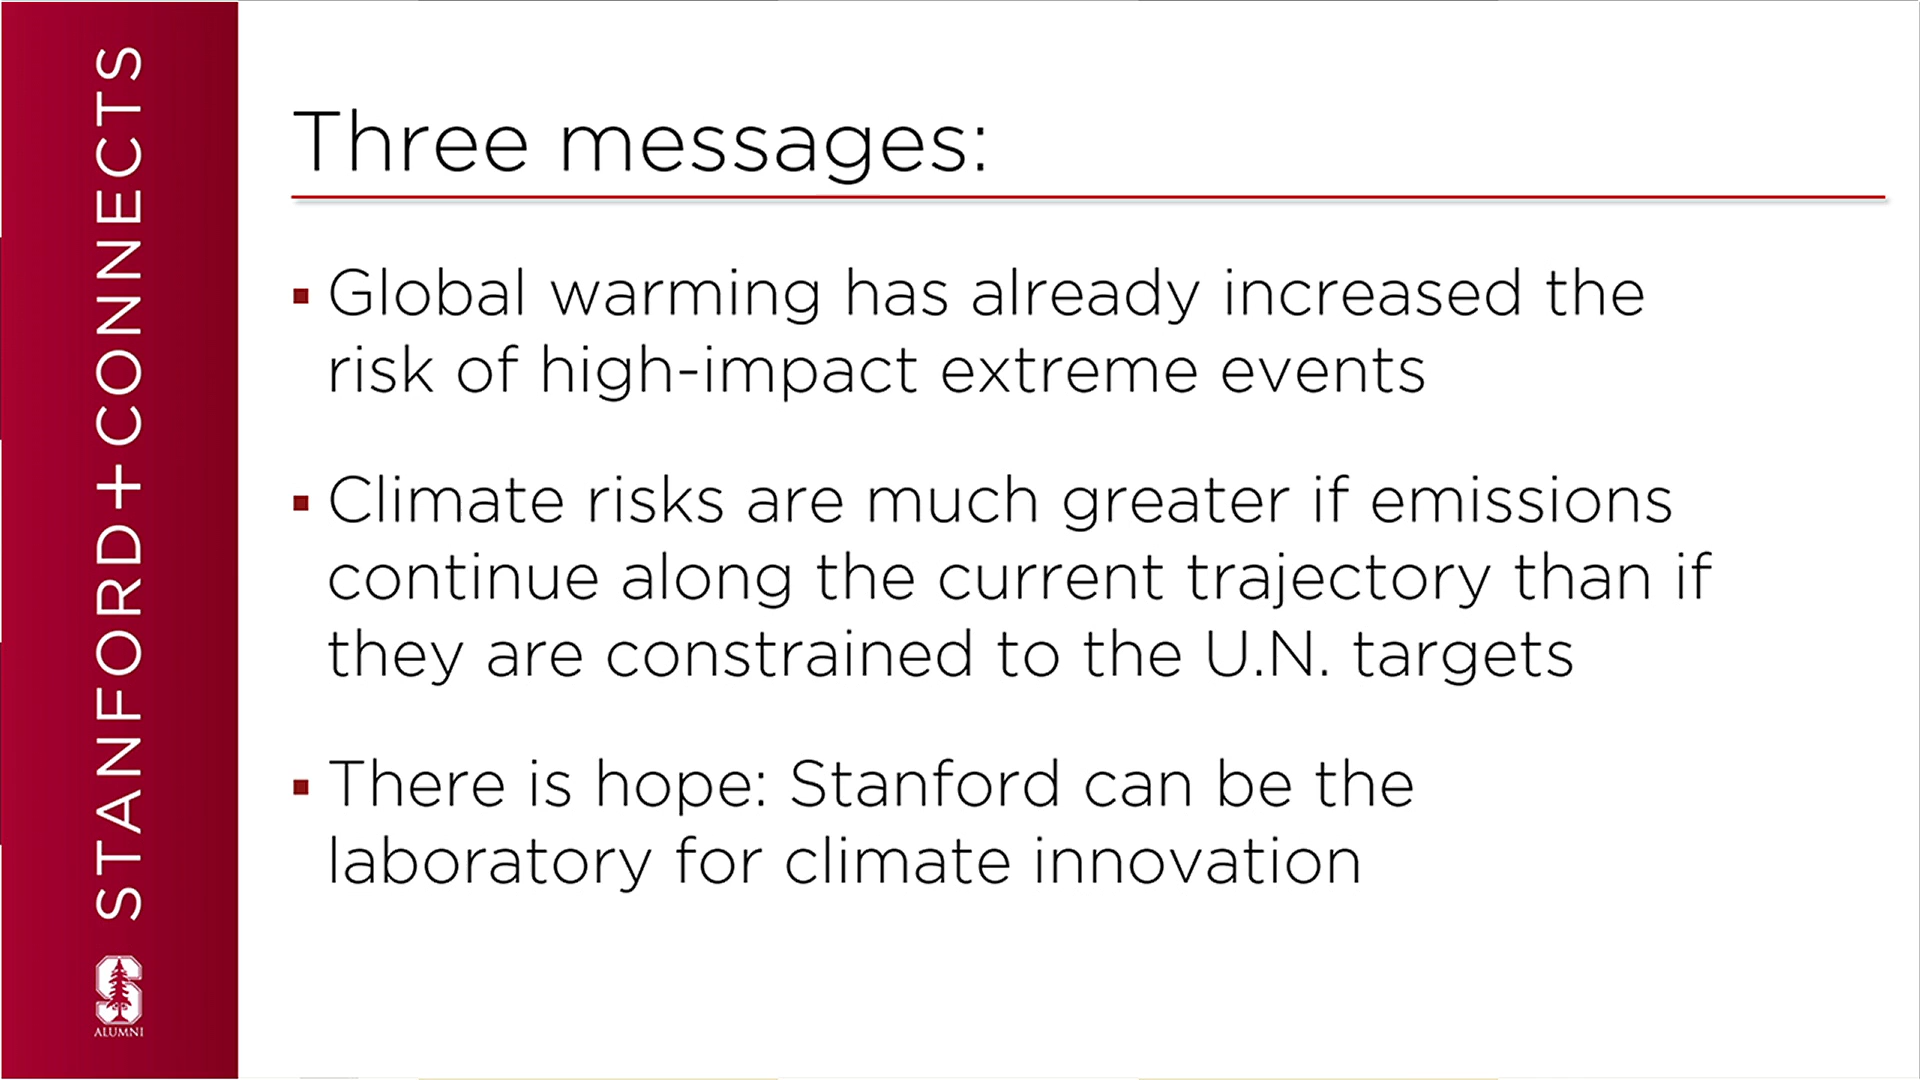 STANFORD+CONNECTS
S
ALUMNI
Three messages:
▪ Global warming has already increased the
risk of high-impact extreme events
▪ Climate risks are much greater if emissions
continue along the current trajectory than if
they are constrained to the U.N. targets
▪ There is hope: Stanford can be the
laboratory for climate innovation